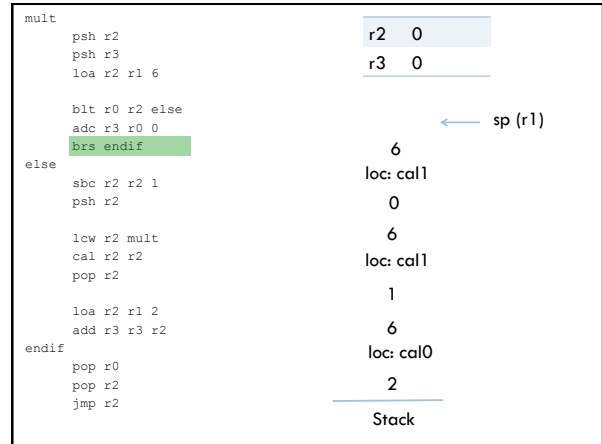 mult
psh r2
psh r3
loa r2 r1 6
blt r0 r2 else
adc r3 r0 0
brs endif
else
sbc r2 r2 1
psh r2
lcw r2 mult
cal r2 r2
pop r2
loa r2 r1 2
add r3 r3 r2
endif
pop r0
pop r2
jmp r2
r2 0
r3 0
sp (r1)
6
loc: cal1
0
6
loc: cal1
1
6
loc: cal0
2
Stack